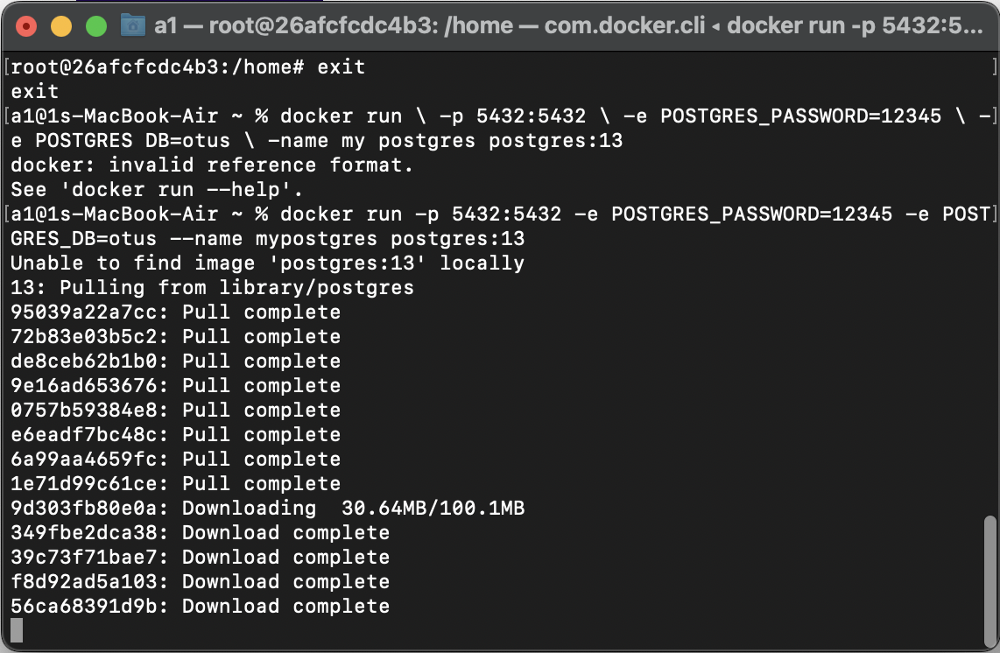 a1 — root@26afcfcdc4b3: /home — com.docker.cli ◂ docker run -p 5432:5...
[root@26afcfcdc4b3:/home# exit ]
exit
[a1@1s-MacBook-Air ~ % docker run \ -p 5432:5432 \ -e POSTGRES_PASSWORD=12345 \ -]
e POSTGRES DB=otus \ -name my postgres postgres:13
docker: invalid reference format.
See 'docker run --help'.
[a1@1s-MacBook-Air ~ % docker run -p 5432:5432 -e POSTGRES_PASSWORD=12345 -e POST]
GRES_DB=otus --name mypostgres postgres:13
Unable to find image 'postgres:13' locally
13: Pulling from library/postgres
95039a22a7cc: Pull complete
72b83e03b5c2: Pull complete
de8ceb62b1b0: Pull complete
9e16ad653676: Pull complete
0757b59384e8: Pull complete
e6eadf7bc48c: Pull complete
6a99aa4659fc: Pull complete
1e71d99c61ce: Pull complete
9d303fb80e0a: Downloading  30.64MB/100.1MB
349fbe2dca38: Download complete
39c73f71bae7: Download complete
f8d92ad5a103: Download complete
56ca68391d9b: Download complete